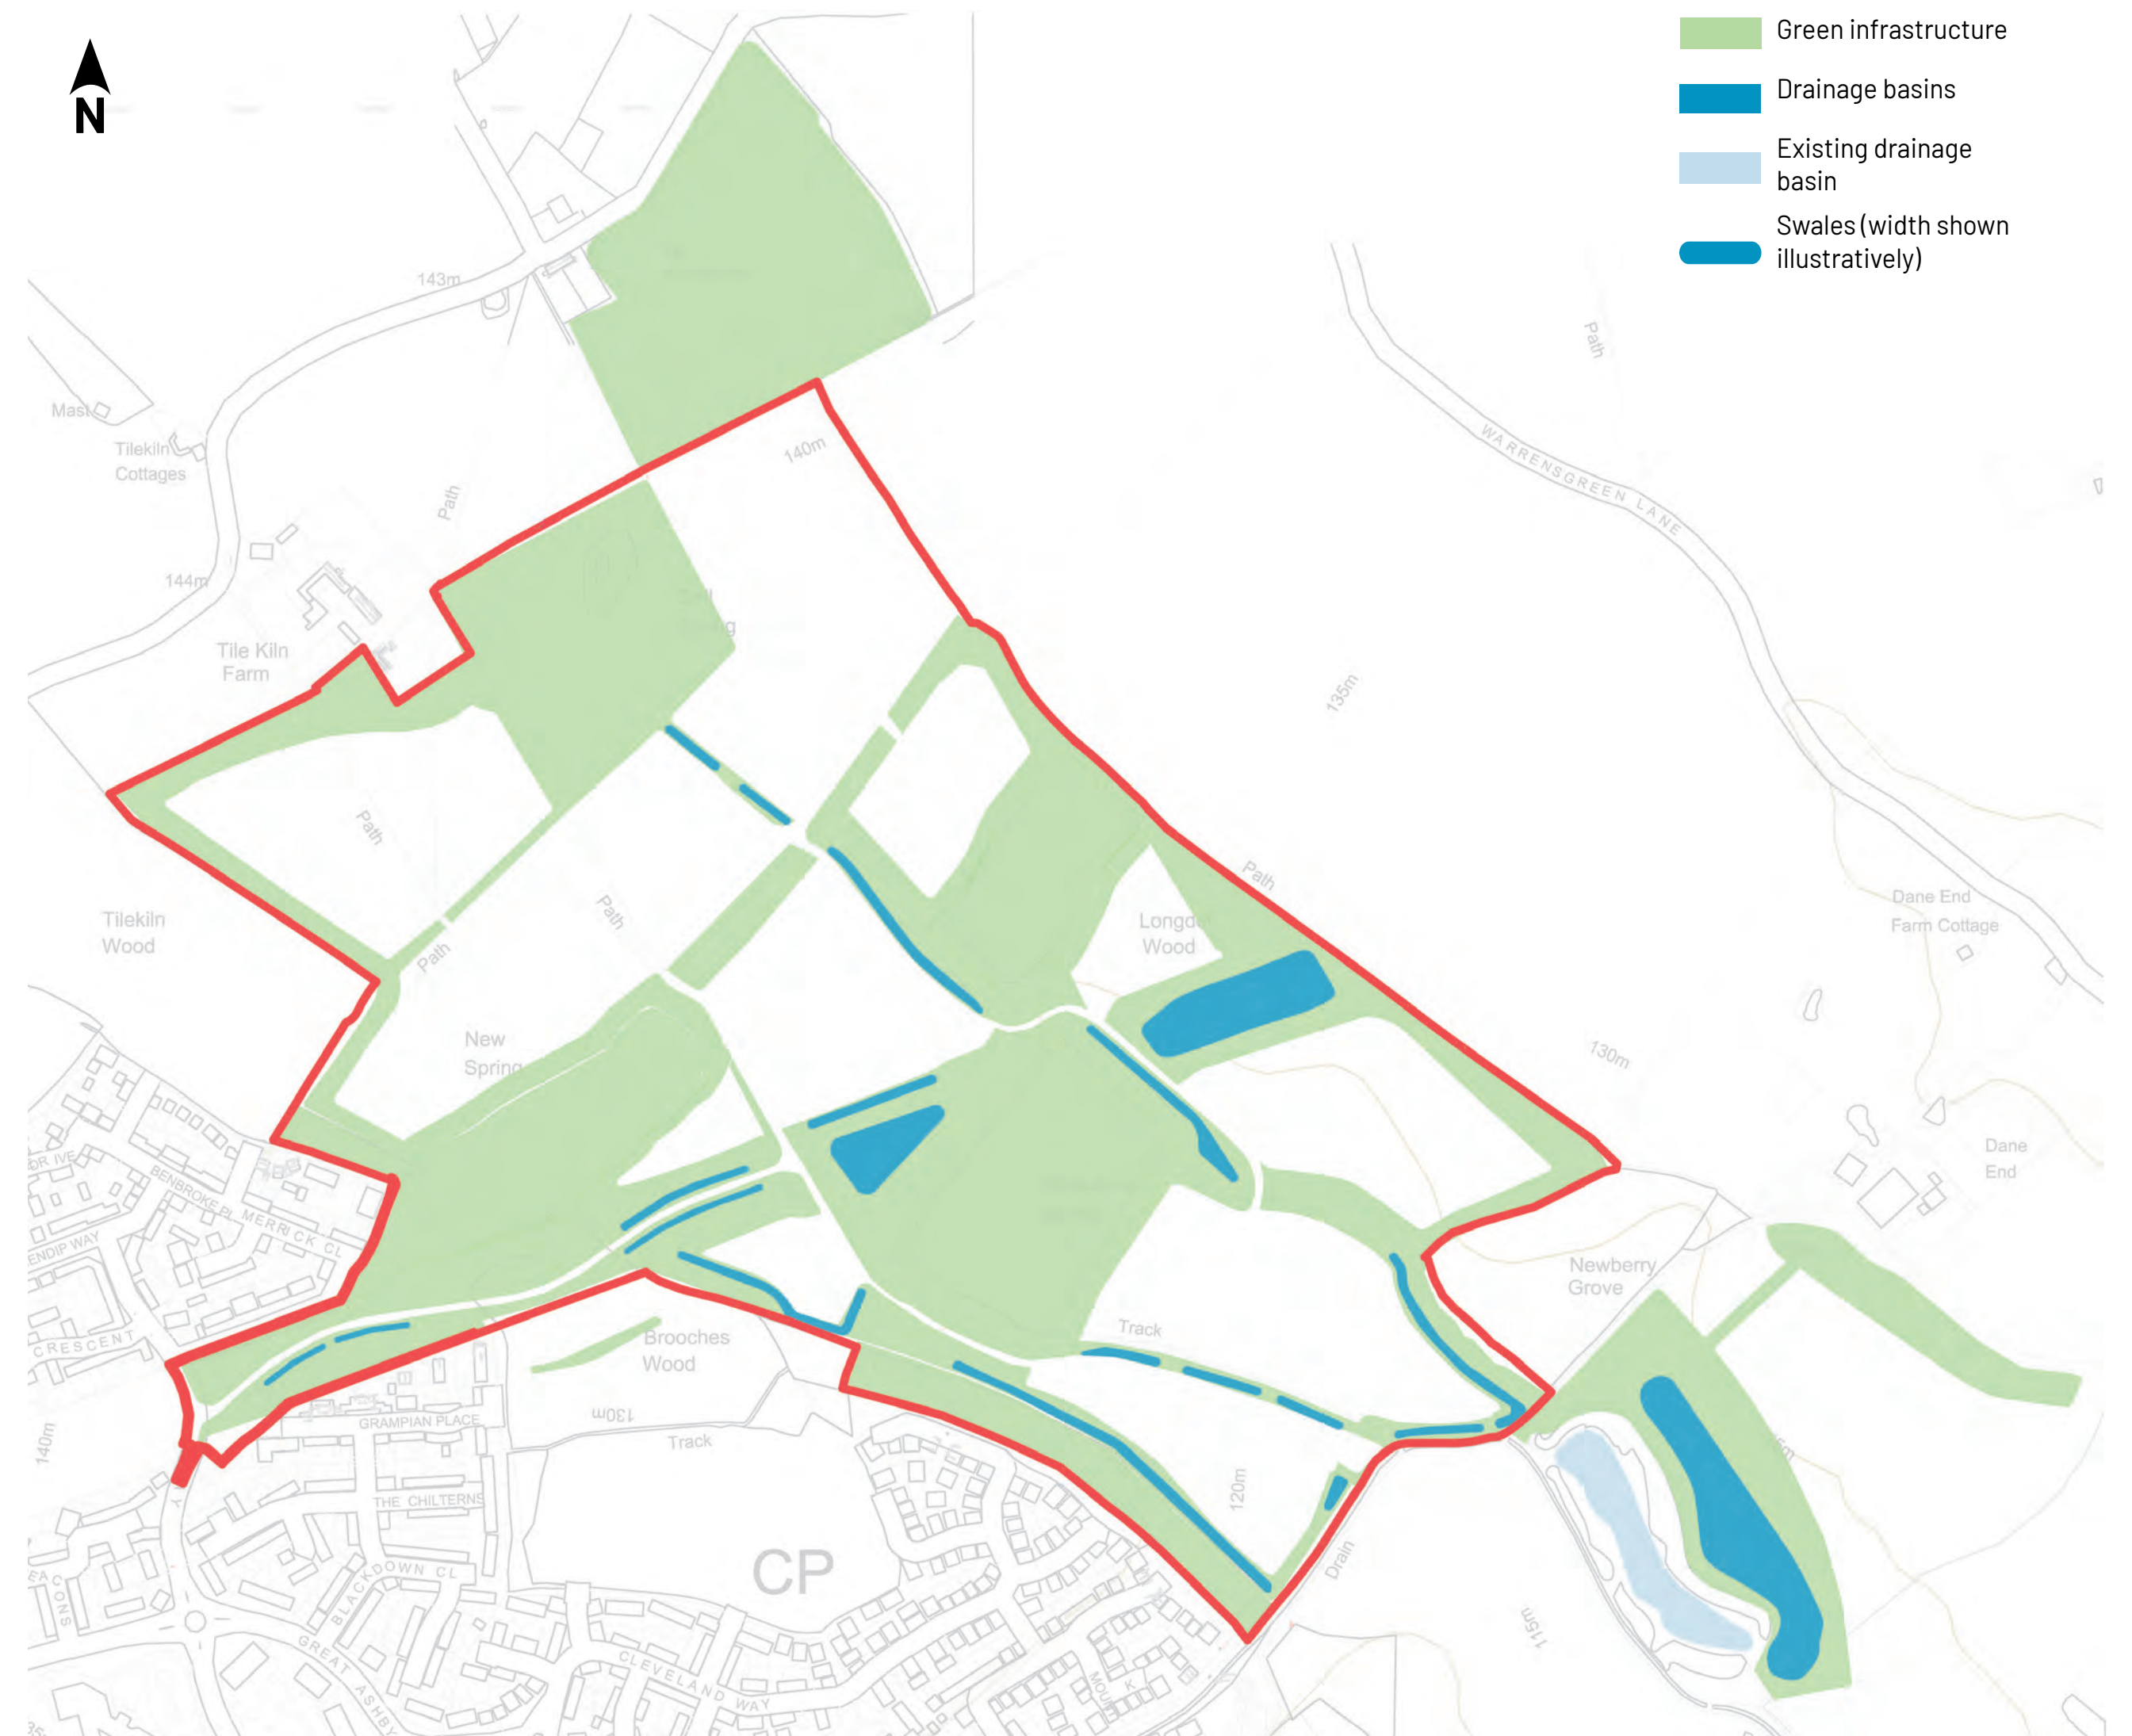 Green infrastructure
Drainage basins
Existing drainage
basin
Swales (width shown
illustratively)
N
143m
Path
Mast
Tilekiln
Cottages
140m
WARRENSGREEN LANE
Path
144m
Tile Kiln
Farm
135m
Path
Path
Path
Dane End
Farm Cottage
Tilekiln
Wood
Path
Longd
Wood
New
Spring
130m
Dane
End
BENBROKE PL
MERRICK CL
ENDIP WAY
Newberry
Grove
CRESCENT
Brooches
Wood
Track
130m
GRAMPIAN PLACE
Track
140m
THE CHILTERNS
120m
CP
Drain
BLACKDOWN CL
115m
GREAT ASHBY
CLEVELAND WAY